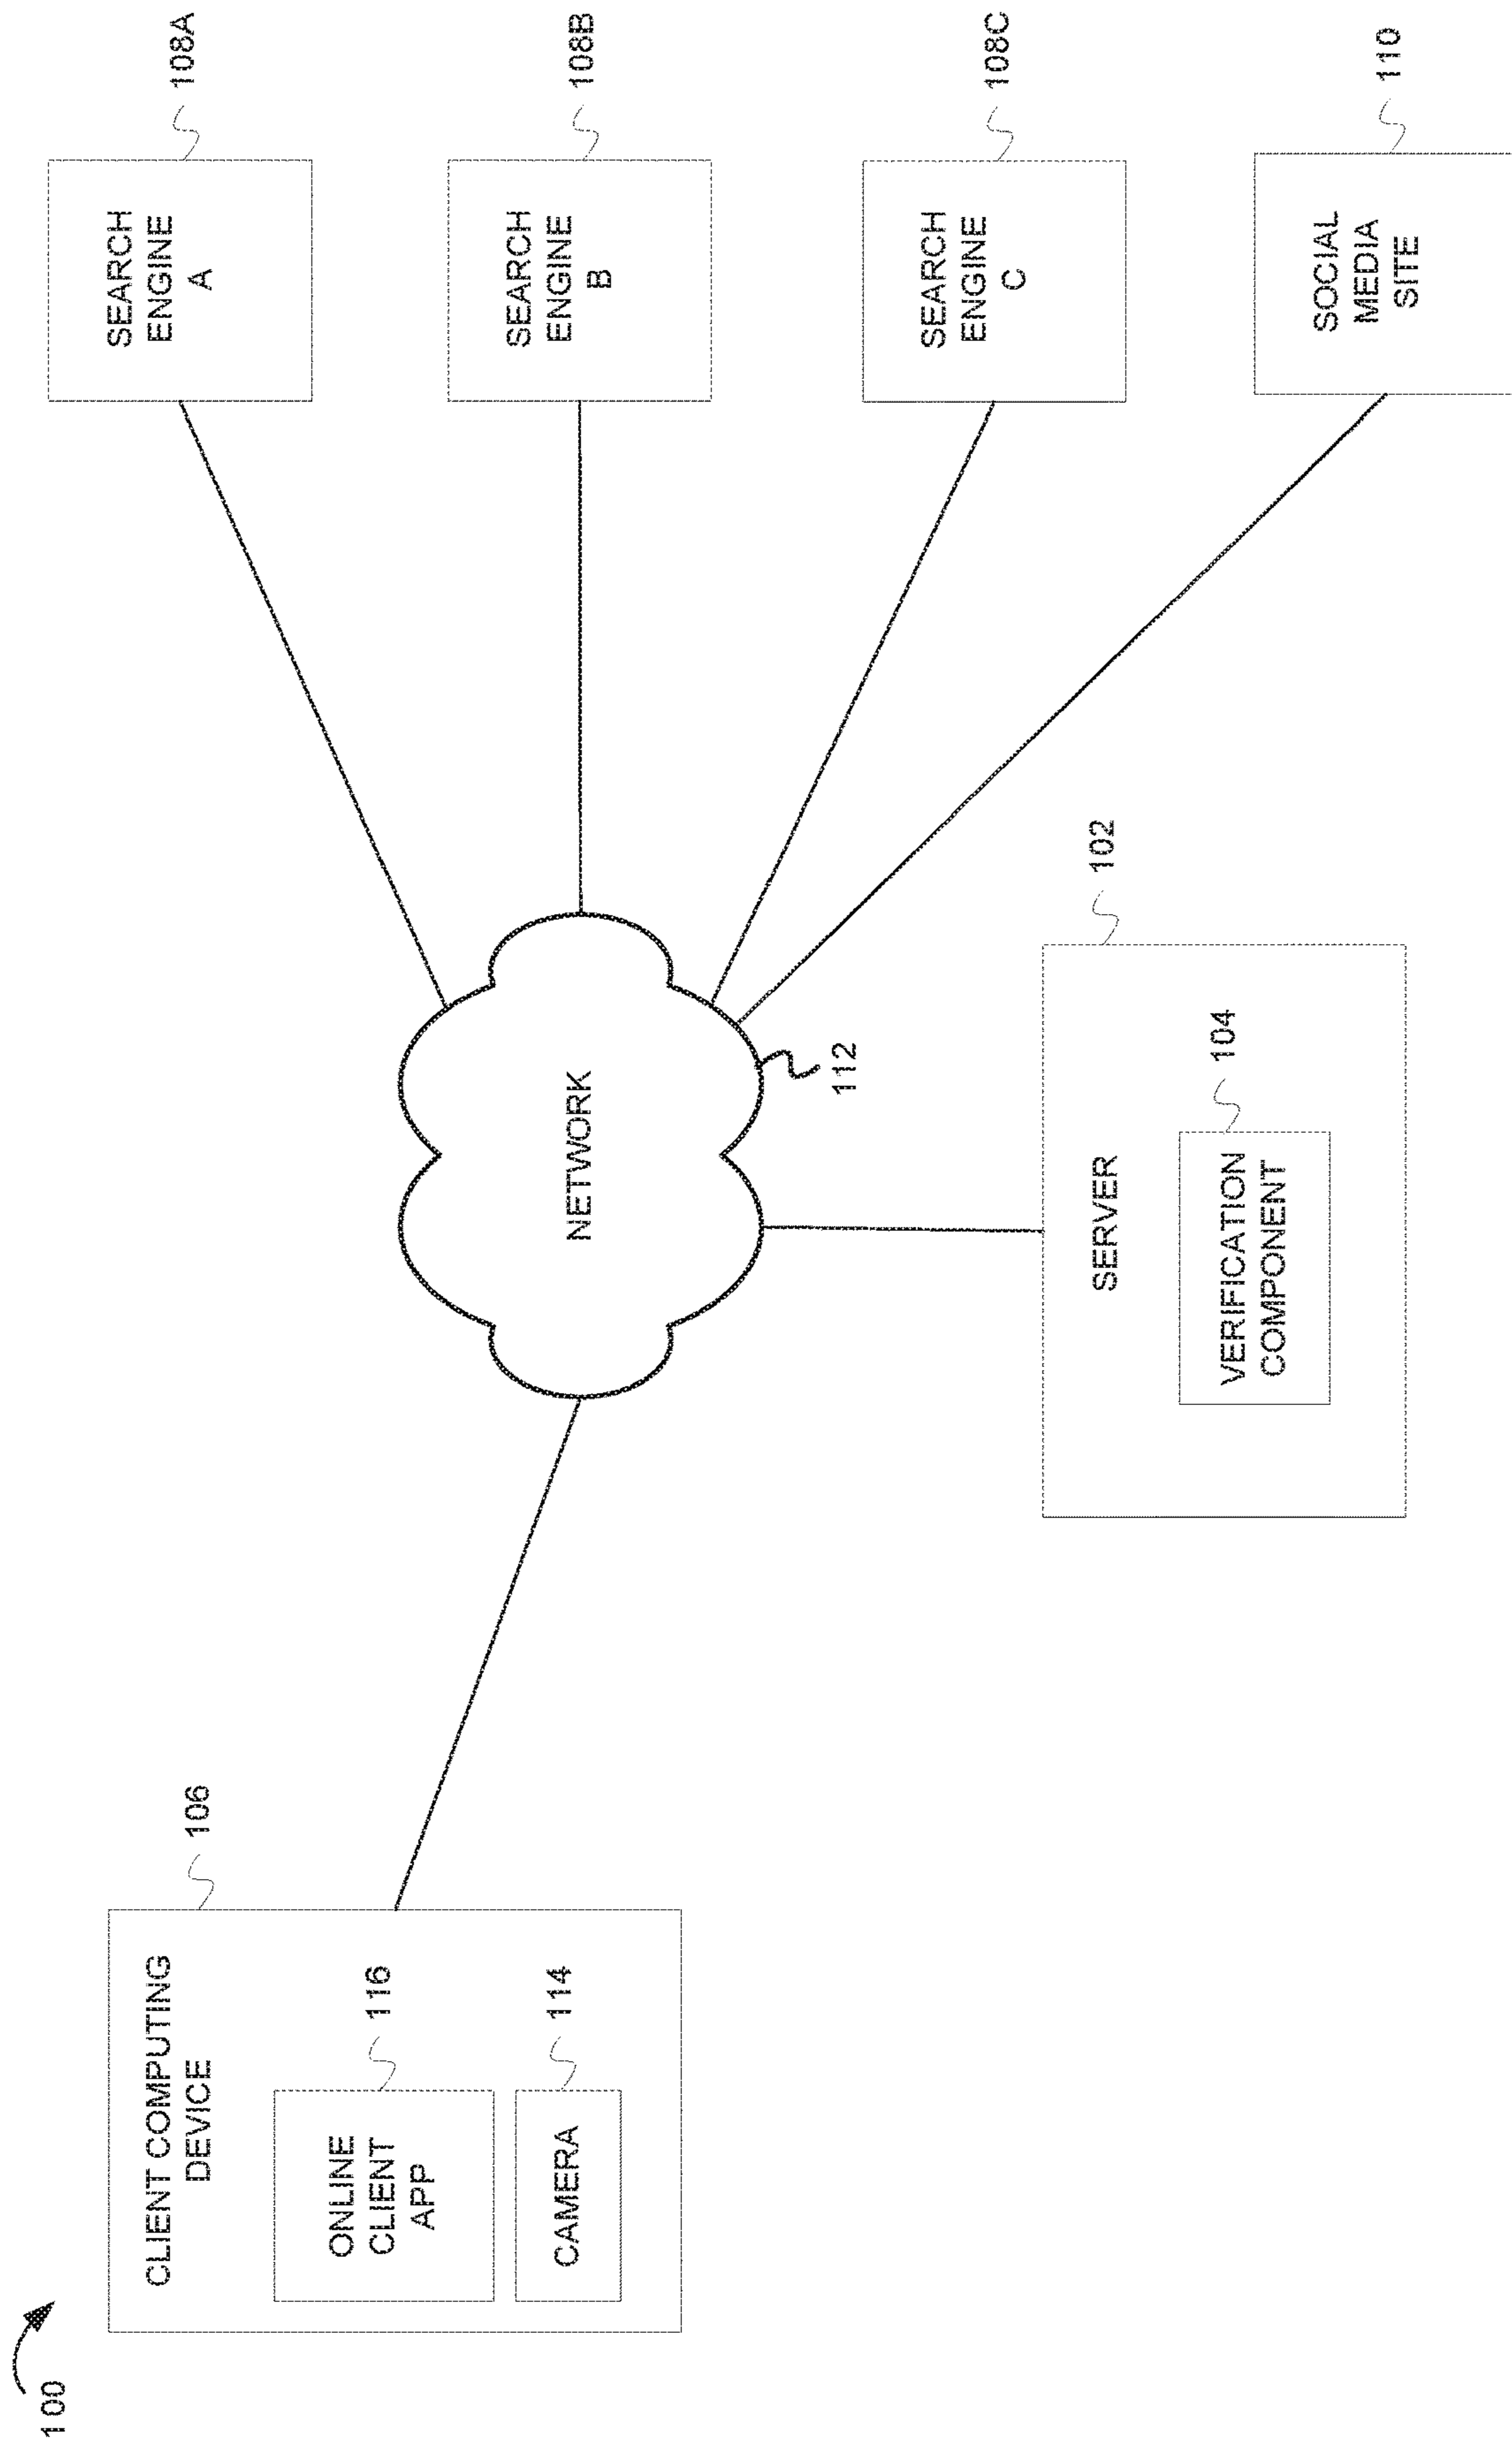 100
CLIENT COMPUTING
DEVICE
106
ONLINE
CLIENT
APP
116
CAMERA
114
NETWORK
112
SERVER
102
VERIFICATION
COMPONENT
104
SEARCH
ENGINE
A
108A
SEARCH
ENGINE
B
108B
SEARCH
ENGINE
C
108C
SOCIAL
MEDIA
SITE
110